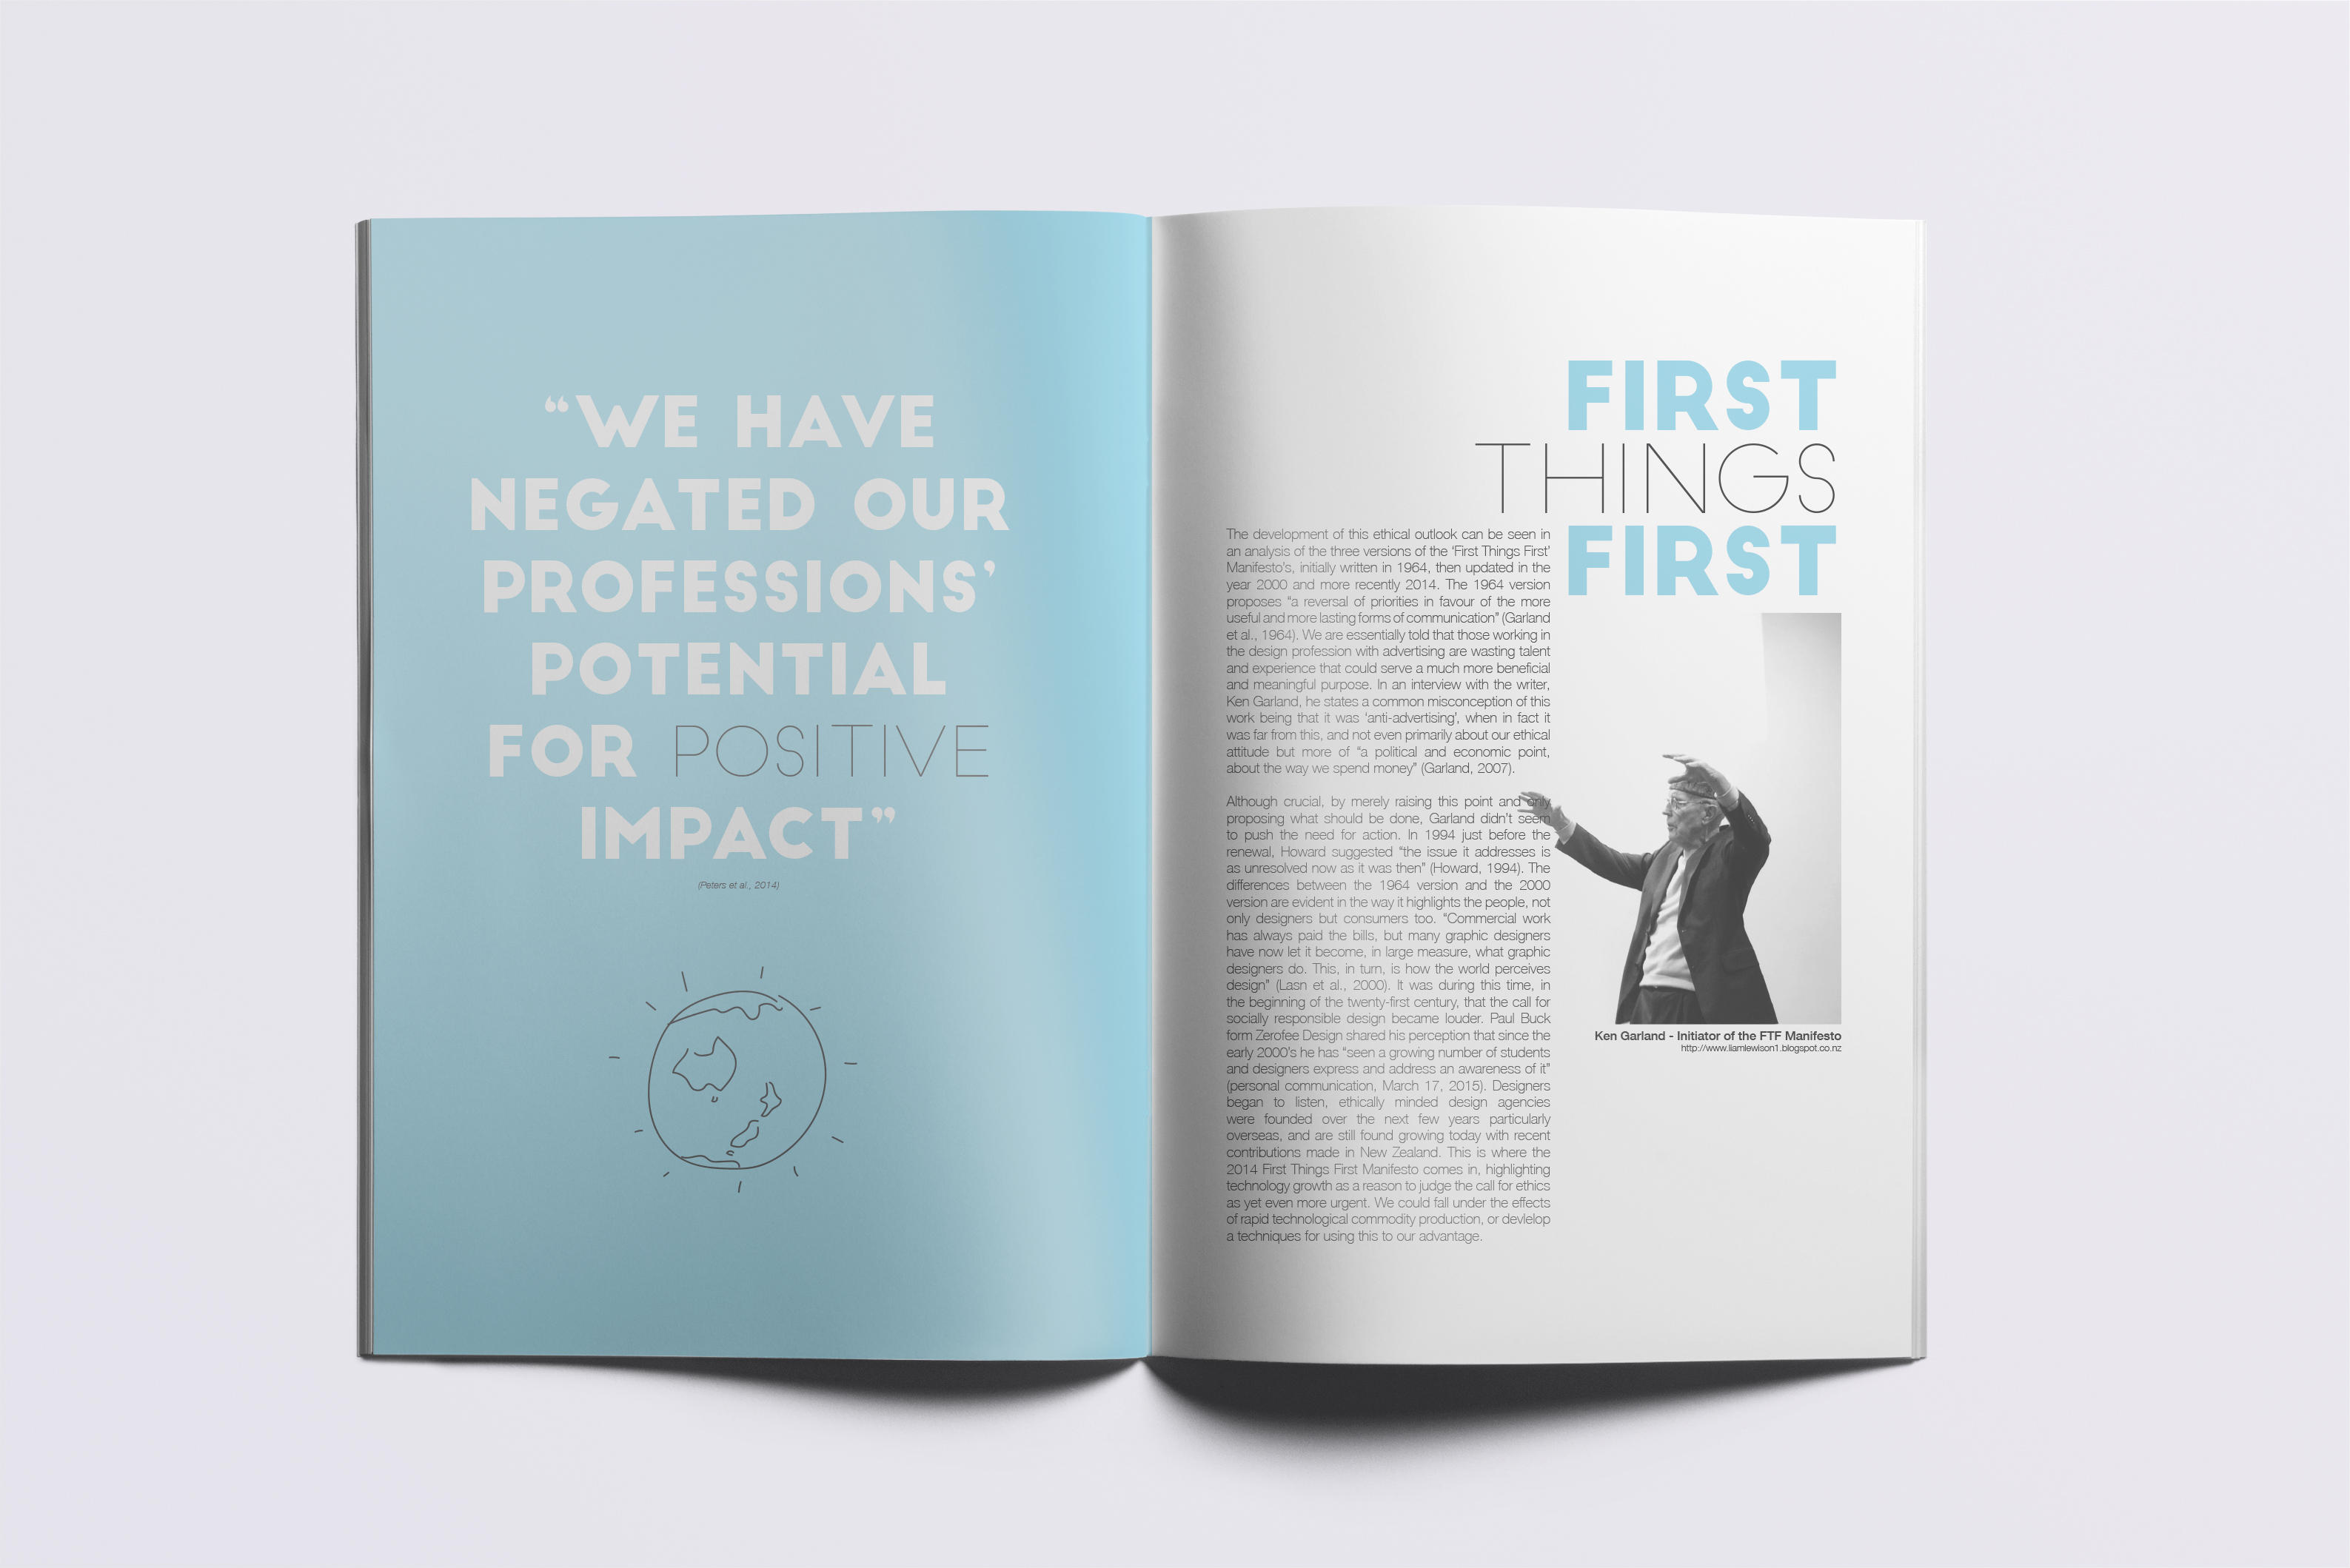 “WE HAVE
NEGATED OUR
PROFESSIONS’
POTENTIAL
FOR POSITIVE
IMPACT”
(Peters et al., 2014)
FIRST
THINGS
FIRST
The development of this ethical outlook can be seen in
an analysis of the three versions of the ‘First Things First’
Manifesto’s, initially written in 1964, then updated in the
year 2000 and more recently 2014. The 1964 version
proposes “a reversal of priorities in favour of the more
useful and more lasting forms of communication” (Garland
et al., 1964). We are essentially told that those working in
the design profession with advertising are wasting talent
and experience that could serve a much more beneficial
and meaningful purpose. In an interview with the writer,
Ken Garland, he states a common misconception of this
work being that it was ‘anti-advertising’, when in fact it
was far from this, and not even primarily about our ethical
attitude but more of “a political and economic point,
about the way we spend money” (Garland, 2007).
Although crucial, by merely raising this point and only
proposing what should be done, Garland didn’t seem
to push the need for action. In 1994 just before the
renewal, Howard suggested “the issue it addresses is
as unresolved now as it was then” (Howard, 1994). The
differences between the 1964 version and the 2000
version are evident in the way it highlights the people, not
only designers but consumers too. “Commercial work
has always paid the bills, but many graphic designers
have now let it become, in large measure, what graphic
designers do. This, in turn, is how the world perceives
design” (Lasn et al., 2000). It was during this time, in
the beginning of the twenty-first century, that the call for
socially responsible design became louder. Paul Buck
form Zerofee Design shared his perception that since the
early 2000’s he has “seen a growing number of students
and designers express and address an awareness of it”
(personal communication, March 17, 2015). Designers
began to listen, ethically minded design agencies
were founded over the next few years particularly
overseas, and are still found growing today with recent
contributions made in New Zealand. This is where the
2014 First Things First Manifesto comes in, highlighting
technology growth as a reason to judge the call for ethics
as yet even more urgent. We could fall under the effects
of rapid technological commodity production, or devlelop
a techniques for using this to our advantage.
Ken Garland - Initiator of the FTF Manifesto
http://www.liamlewison1.blogspot.co.nz